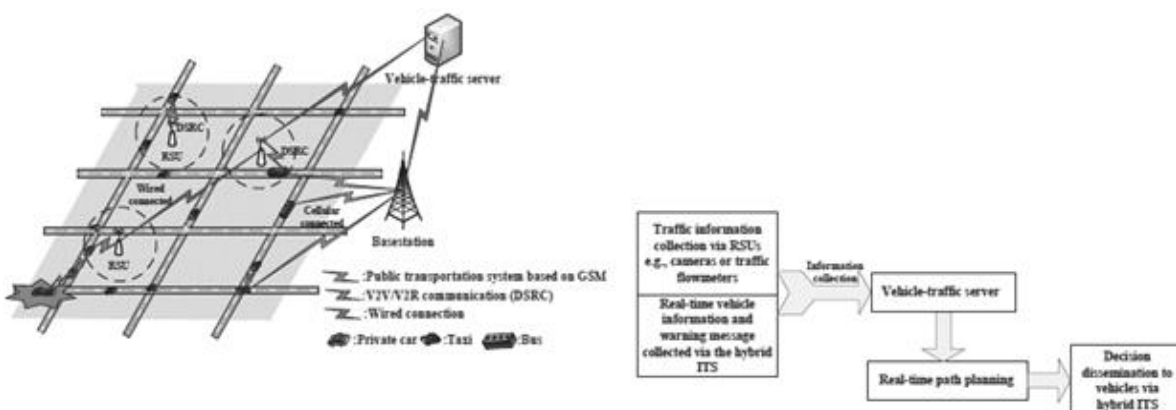 Vehicle-traffic server
DSRC
RSU
DSRC
Wired
connected
Cellular
connected
RSU
Basestation
:Public transportation system based on GSM
:V2V/V2R communication (DSRC)
:Wired connection
:Private car
:Taxi
:Bus
Traffic information
collection via RSUs
e.g., cameras or traffic
flowmeters
Real-time vehicle
information and
warning message
collected via the hybrid
ITS
Information
collection
Vehicle-traffic server
Real-time path planning
Decision
dissemination to
vehicles via
hybrid ITS